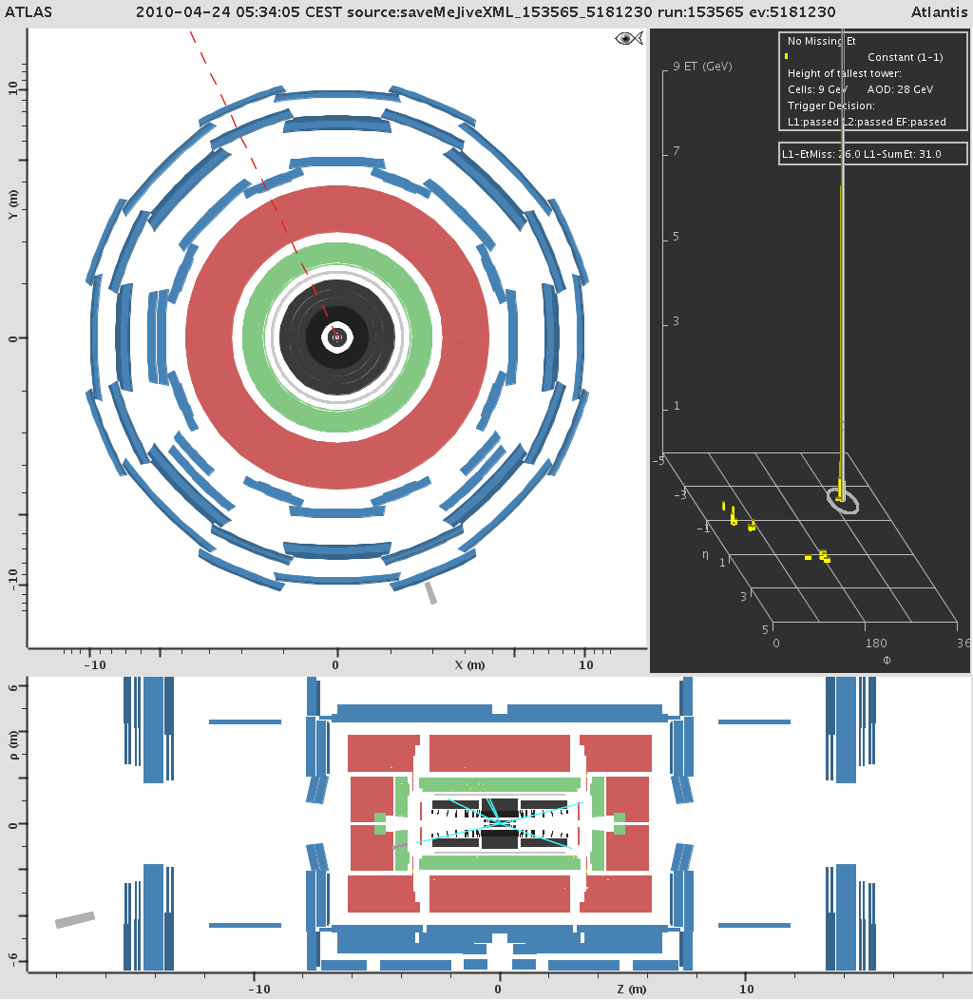 ATLAS 2010-04-24 05:34:05 CEST source:saveMeJiveXML_153565_5181230 run:153565 ev:5181230 Atlantis
10
0
-10
Y (m)
-10 0 X (m) 10
No Missing Et
Constant (1-1)
Height of tallest tower:
Cells: 9 GeV AOD: 28 GeV
Trigger Decision:
L1:passed L2:passed EF:passed
L1-EtMiss: 26.0 L1-SumEt: 31.0
9 ET (GeV)
7
5
3
1
-5
-3
-1
η
1
3
5
0 180 36
Φ
6
ρ (m)
0
-6
-10 0 Z (m) 10